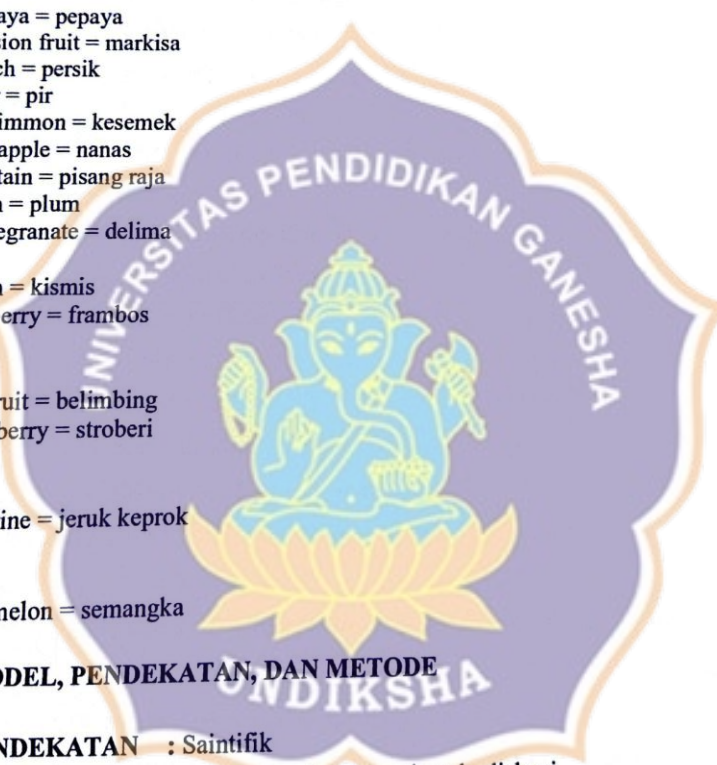 aya = pepaya
sion fruit = markisa
ch = persik
= pir
immon = kesemek
apple = nanas
tain = pisang raja
= plum
egranate = delima
= kismis
erry = frambos
ruit = belimbing
berry = stroberi
ine = jeruk keprok
melon = semangka
UNIVERSITAS PENDIDIKAN GANESHA
UNDIKSHA
ODEL, PENDEKATAN, DAN METODE
NDEKATAN : Saintifik